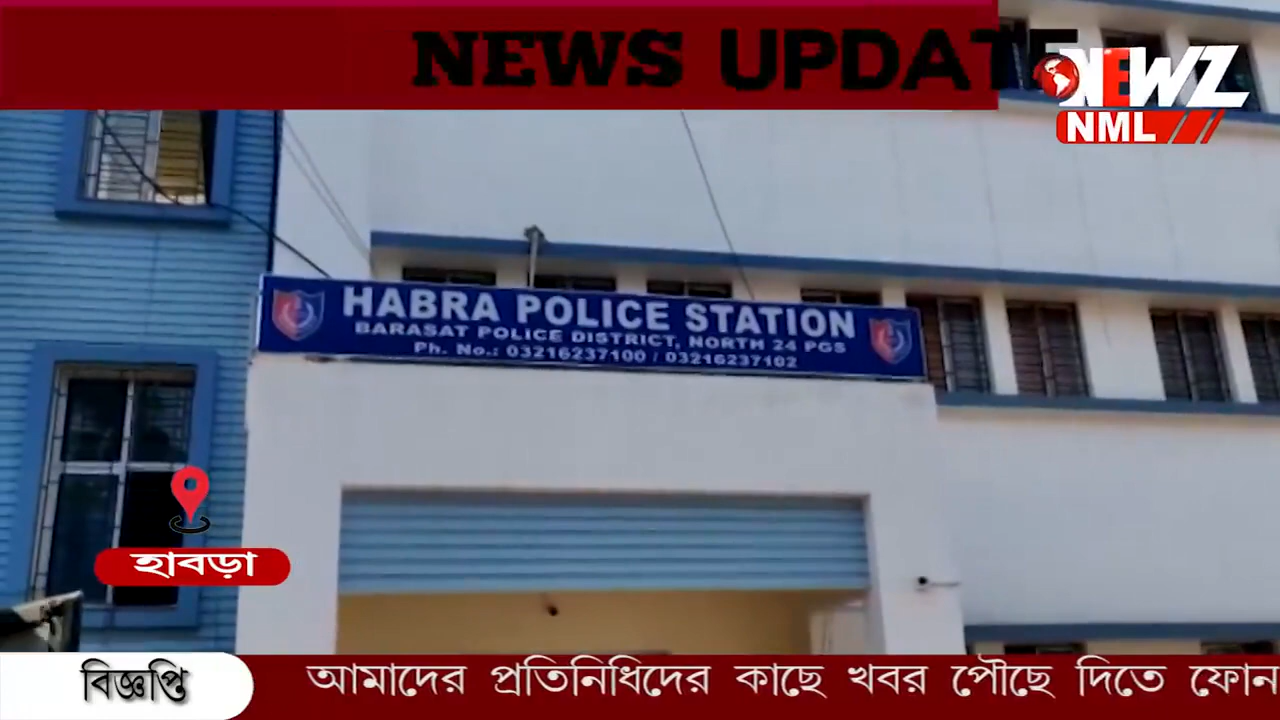 NEWS UPDATE
NEWZ
NML
HABRA POLICE STATION
BARASAT POLICE DISTRICT, NORTH 24 PGS
Ph. No.: 03216237100 / 03216237102
হাবড়া
বিজ্ঞপ্তি
আমাদের প্রতিনিধিদের কাছে খবর পৌছে দিতে ফোন